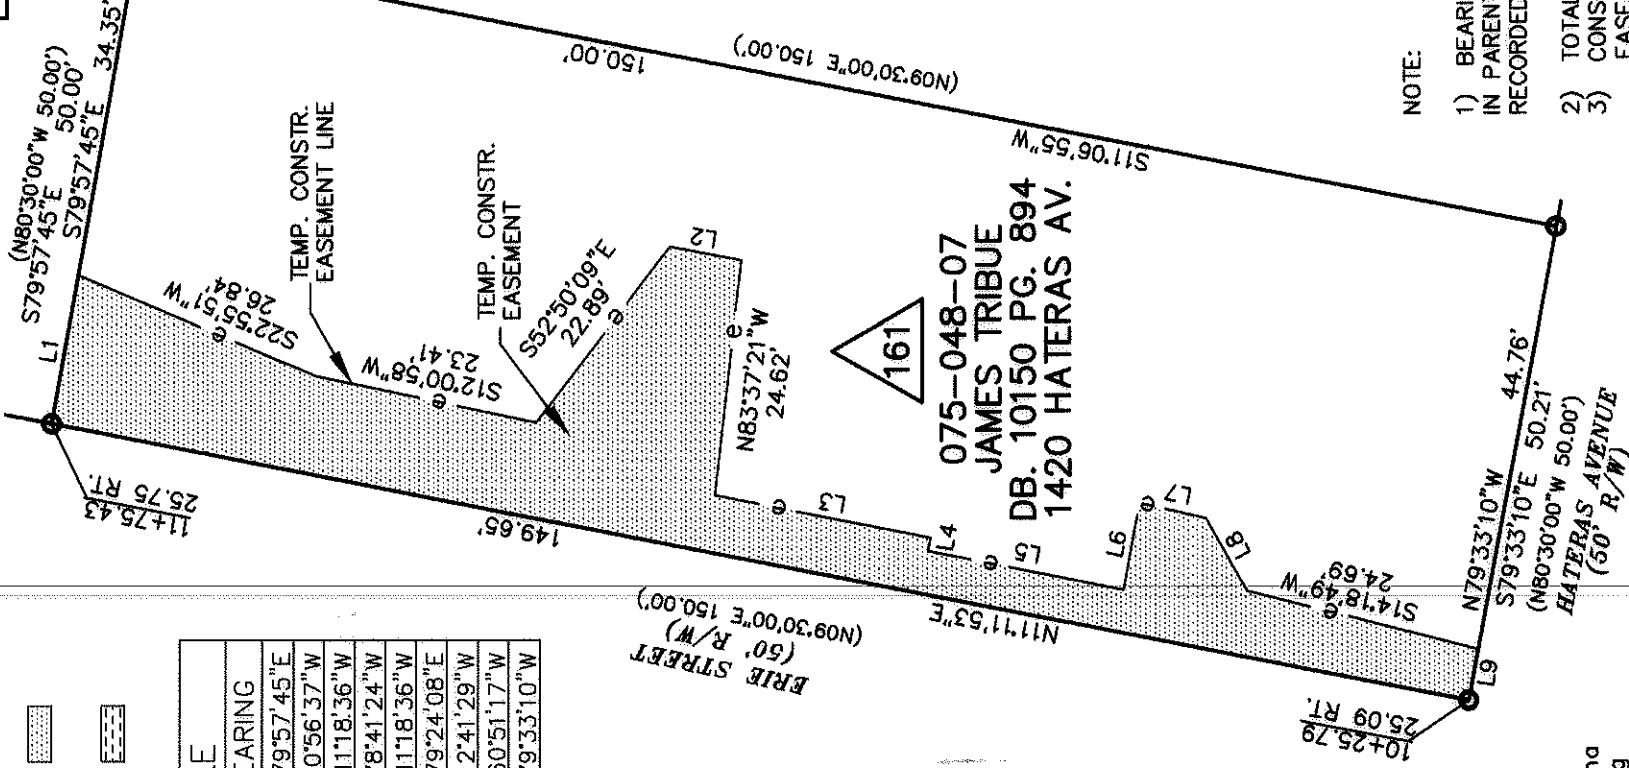 (N80°30'00"W 50.00')
S79°57'45"E 50.00'
S79°57'45"E 34.35'
L1
S22°55'51"W
26.84'
TEMP. CONSTR.
EASEMENT LINE
S12°00'58"W
23.41'
TEMP. CONSTR.
EASEMENT
S52°50'09"E
22.89'
L2
N83°37'21"W
24.62'
150.00'
(N09°30'00"E 150.00')
S11°06'55"W
11+75.43
25.75 RT.
149.65'
161
075-048-07
JAMES TRIBUE
DB. 10150 PG. 894
1420 HATERAS AV.
L3
L4
L5
L6
L7
L8
S14°18'49"W
24.69'
N11°11'53"E
(N09°30'00"E 150.00')
ERIE STREET
(50' R/W)
L9
10+25.79
25.09 RT.
N79°33'10"W 44.76'
S79°33'10"E 50.21'
(N80°30'00"W 50.00')
HATERAS AVENUE
(50' R/W)
NOTE:
1) BEARI
IN PAREN
RECORDED
2) TOTAL
3) CONS
EASE
LE
ARING
79°57'45"E
0°56'37"W
11°18'36"W
78°41'24"W
11°18'36"W
79°24'08"E
2°41'29"W
60°51'17"W
79°33'10"W
na
g